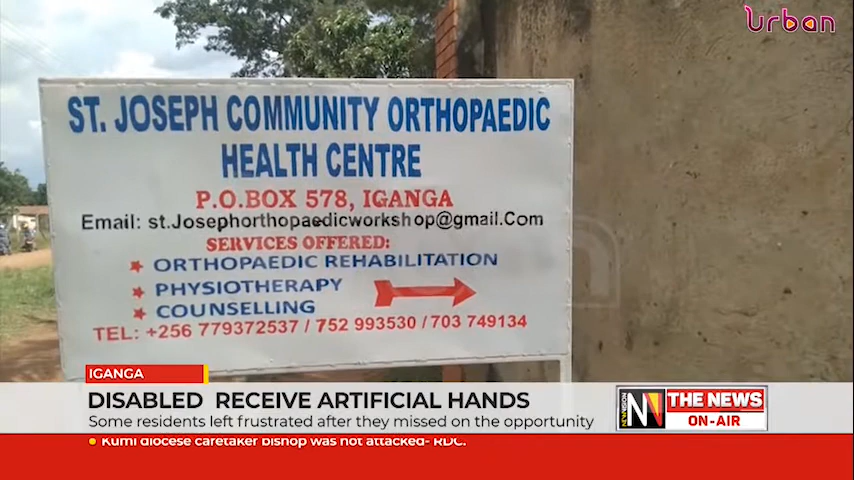 Urban
ST. JOSEPH COMMUNITY ORTHOPAEDIC
HEALTH CENTRE
P.O.BOX 578, IGANGA
Email: st.Josephorthopaedicworkshop@gmail.Com
SERVICES OFFERED:
ORTHOPAEDIC REHABILITATION
PHYSIOTHERAPY
COUNSELLING
TEL: +256 779372537 / 752 993530 / 703 749134
IGANGA
DISABLED RECEIVE ARTIFICIAL HANDS
Some residents left frustrated after they missed on the opportunity
NEW VISION
N
THE NEWS
ON-AIR
Kumi diocese caretaker bishop was not attacked- RDC.